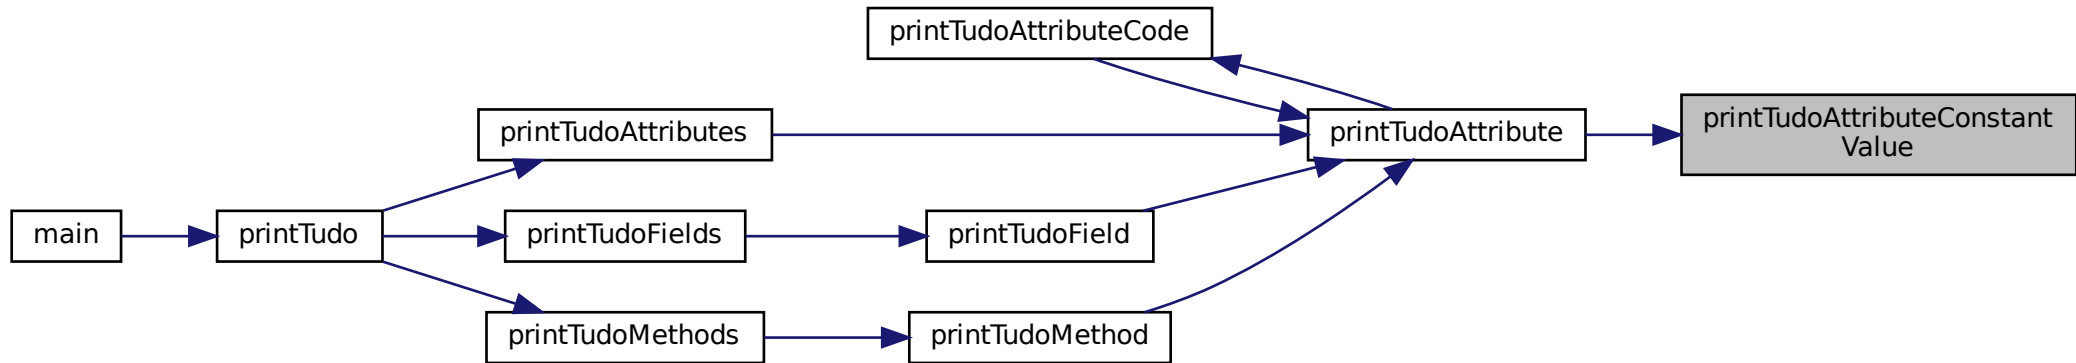 printTudoAttributeCode
printTudoAttributes
printTudoAttribute
printTudoAttributeConstant
Value
main
printTudo
printTudoFields
printTudoField
printTudoMethods
printTudoMethod